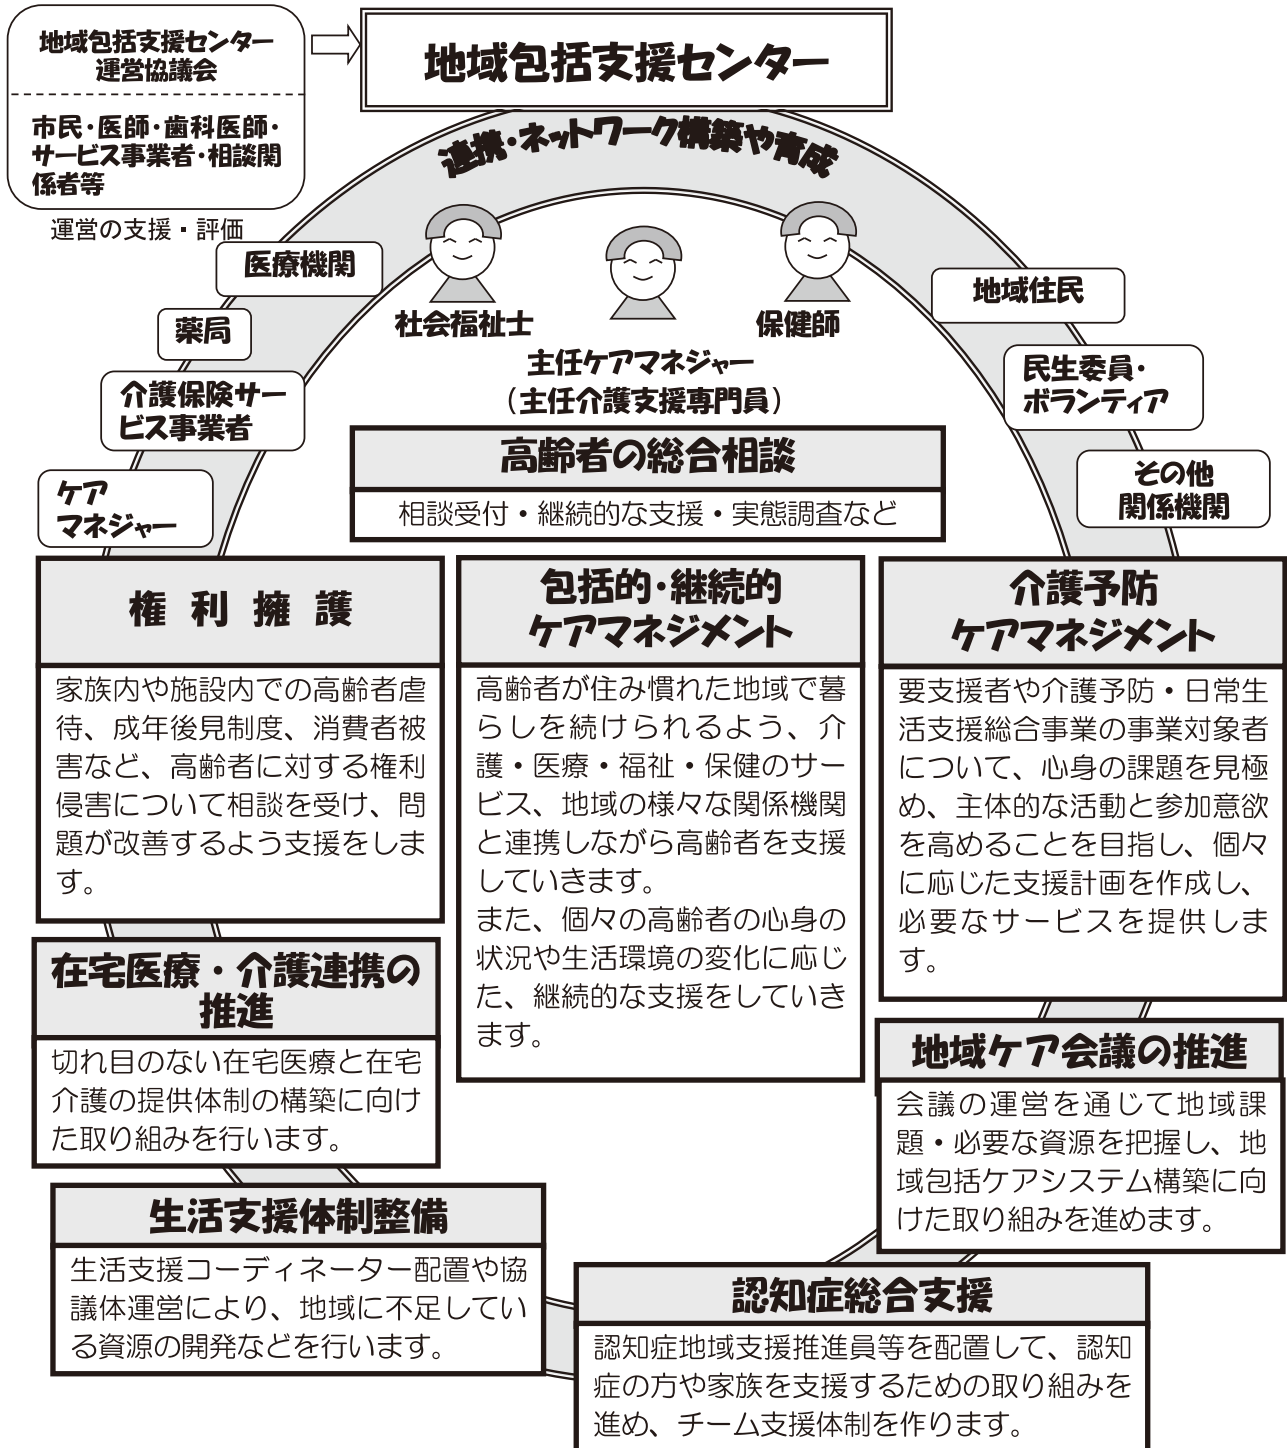 地域包括支援センター
運営協議会
市民・医師・歯科医師・
サービス事業者・相談関
係者等
運営の支援・評価
地域包括支援センター
連携・ネットワーク構築や育成
医療機関
薬局
介護保険サー
ビス事業者
ケア
マネジャー
社会福祉士
保健師
主任ケアマネジャー
（主任介護支援専門員）
地域住民
民生委員・
ボランティア
その他
関係機関
高齢者の総合相談
相談受付・継続的な支援・実態調査など
権利擁護
家族内や施設内での高齢者虐
待、成年後見制度、消費者被
害など、高齢者に対する権利
侵害について相談を受け、問
題が改善するよう支援をしま
す。
包括的・継続的
ケアマネジメント
高齢者が住み慣れた地域で暮
らしを続けられるよう、介
護・医療・福祉・保健のサー
ビス、地域の様々な関係機関
と連携しながら高齢者を支援
していきます。
また、個々の高齢者の心身の
状況や生活環境の変化に応じ
た、継続的な支援をしていき
ます。
介護予防
ケアマネジメント
要支援者や介護予防・日常生
活支援総合事業の事業対象者
について、心身の課題を見極
め、主体的な活動と参加意欲
を高めることを目指し、個々
に応じた支援計画を作成し、
必要なサービスを提供しま
す。
在宅医療・介護連携の
推進
切れ目のない在宅医療と在宅
介護の提供体制の構築に向け
た取り組みを行います。
地域ケア会議の推進
会議の運営を通じて地域課
題・必要な資源を把握し、地
域包括ケアシステム構築に向
けた取り組みを進めます。
生活支援体制整備
生活支援コーディネーター配置や協
議体運営により、地域に不足してい
る資源の開発などを行います。
認知症総合支援
認知症地域支援推進員等を配置して、認知
症の方や家族を支援するための取り組みを
進め、チーム支援体制を作ります。